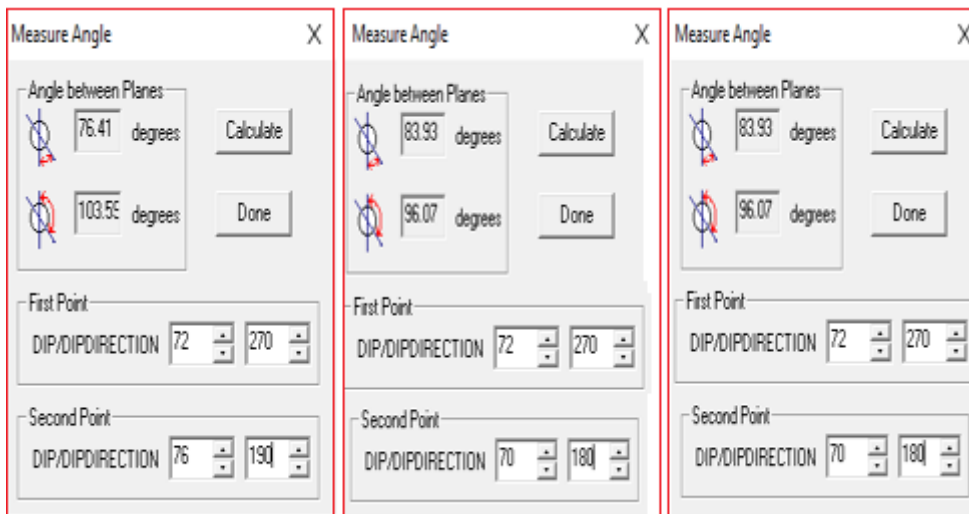 Measure Angle X
Angle between Planes
76.41 degrees Calculate
103.59 degrees Done
First Point
DIP/DIPDIRECTION 72 270
Second Point
DIP/DIPDIRECTION 76 190
Measure Angle X
Angle between Planes
83.93 degrees Calculate
96.07 degrees Done
First Point
DIP/DIPDIRECTION 72 270
Second Point
DIP/DIPDIRECTION 70 180
Measure Angle X
Angle between Planes
83.93 degrees Calculate
96.07 degrees Done
First Point
DIP/DIPDIRECTION 72 270
Second Point
DIP/DIPDIRECTION 70 180